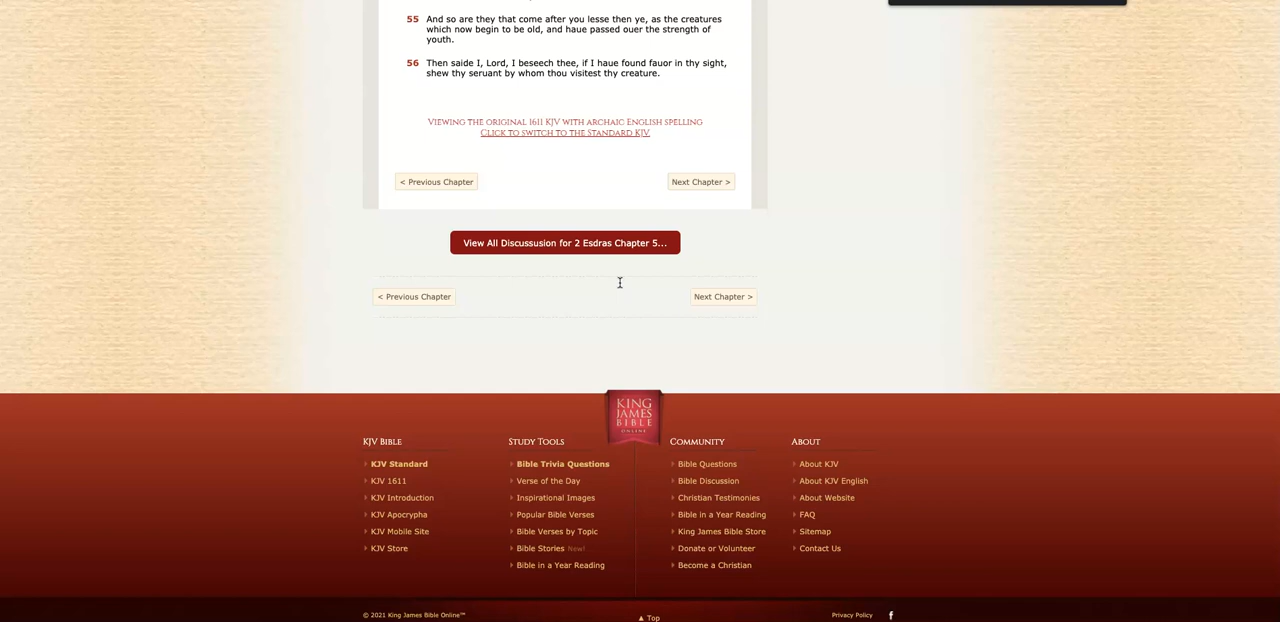 55 And so are they that come after you lesse then ye, as the creatures
which now begin to be old, and haue passed ouer the strength of
youth.
56 Then saide I, Lord, I beseech thee, if I haue found fauor in thy sight,
shew thy seruant by whom thou visitest thy creature.
Viewing the original 1611 KJV with archaic English spelling
Click to switch to the Standard KJV
< Previous Chapter
Next Chapter >
View All Discussusion for 2 Esdras Chapter 5...
< Previous Chapter
Next Chapter >
KING
JAMES
BIBLE
ONLINE
KJV Bible
KJV Standard
KJV 1611
KJV Introduction
KJV Apocrypha
KJV Mobile Site
KJV Store
Study Tools
Bible Trivia Questions
Verse of the Day
Inspirational Images
Popular Bible Verses
Bible Verses by Topic
Bible Stories New!
Bible in a Year Reading
Community
Bible Questions
Bible Discussion
Christian Testimonies
Bible in a Year Reading
King James Bible Store
Donate or Volunteer
Become a Christian
About
About KJV
About KJV English
About Website
FAQ
Sitemap
Contact Us
© 2021 King James Bible Online™
▲ Top
Privacy Policy
f